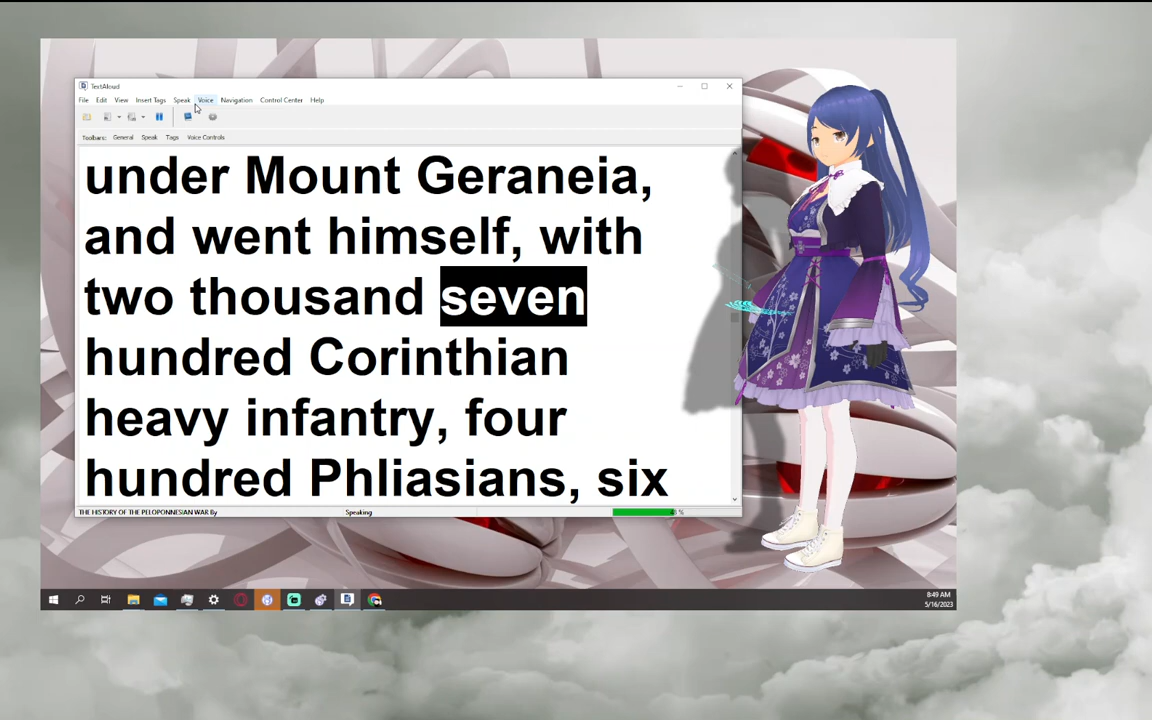 TextAloud
File Edit View Insert Tags Speak Voice Navigation Control Center Help
Toolbars: General Speak Tags Voice Controls
under Mount Geraneia,
and went himself, with
two thousand seven
hundred Corinthian
heavy infantry, four
hundred Phliasians, six
THE HISTORY OF THE PELOPONNESIAN WAR By Speaking
8:49 AM
5/16/2023